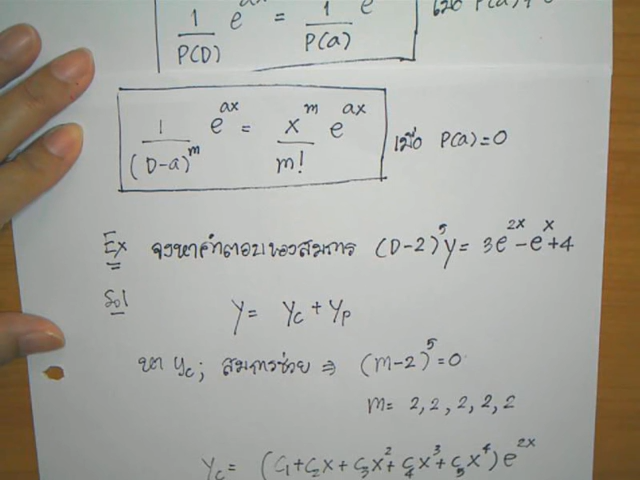 1/P(D) e^ax = 1/P(a) e เมื่อ P(a)
1/(D-a)^m e^ax = x^m/m! e^ax เมื่อ P(a)=0
Ex จงหาคำตอบของสมการ (D-2)^5 y = 3e^2x - e^x + 4
Sol
y = yc + yp
หา yc; สมการช่วย ⇒ (m-2)^5 = 0
m = 2, 2, 2, 2, 2
yc = (c1+c2x+c3x^2+c4x^3+c5x^4)e^2x